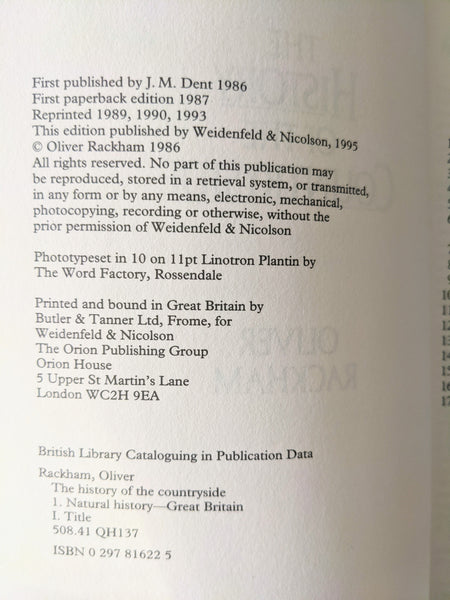 First published by J. M. Dent 1986
First paperback edition 1987
Reprinted 1989, 1990, 1993
This edition published by Weidenfeld & Nicolson, 1995
© Oliver Rackham 1986
All rights reserved. No part of this publication may
be reproduced, stored in a retrieval system, or transmitted,
in any form or by any means, electronic, mechanical,
photocopying, recording or otherwise, without the
prior permission of Weidenfeld & Nicolson
Phototypeset in 10 on 11pt Linotron Plantin by
The Word Factory, Rossendale
Printed and bound in Great Britain by
Butler & Tanner Ltd, Frome, for
Weidenfeld & Nicolson
The Orion Publishing Group
Orion House
5 Upper St Martin's Lane
London WC2H 9EA
British Library Cataloguing in Publication Data
Rackham, Oliver
The history of the countryside
1. Natural history—Great Britain
I. Title
508.41 QH137
ISBN 0 297 81622 5